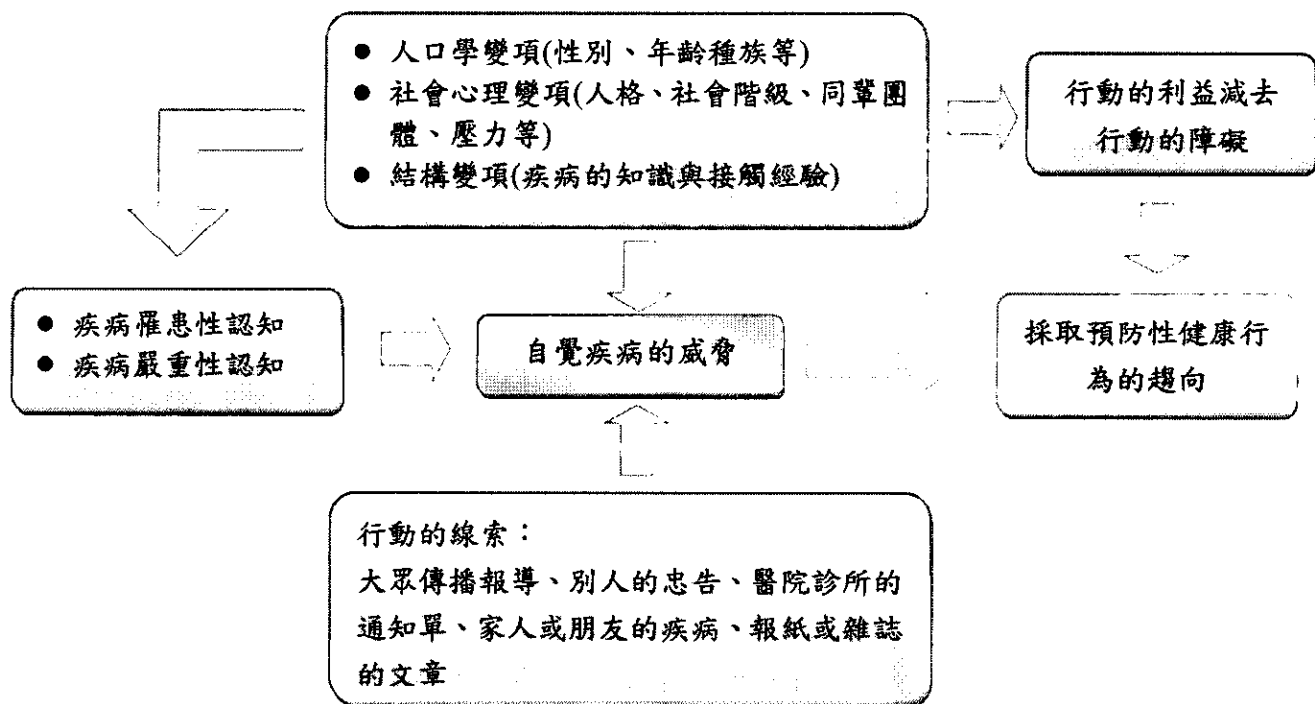 ● 人口學變項(性別、年齡種族等)
● 社會心理變項(人格、社會階級、同輩團
體、壓力等)
● 結構變項(疾病的知識與接觸經驗)
行動的利益減去
行動的障礙
● 疾病罹患性認知
● 疾病嚴重性認知
自覺疾病的威脅
採取預防性健康行
為的趨向
行動的線索：
大眾傳播報導、別人的忠告、醫院診所的
通知單、家人或朋友的疾病、報紙或雜誌
的文章